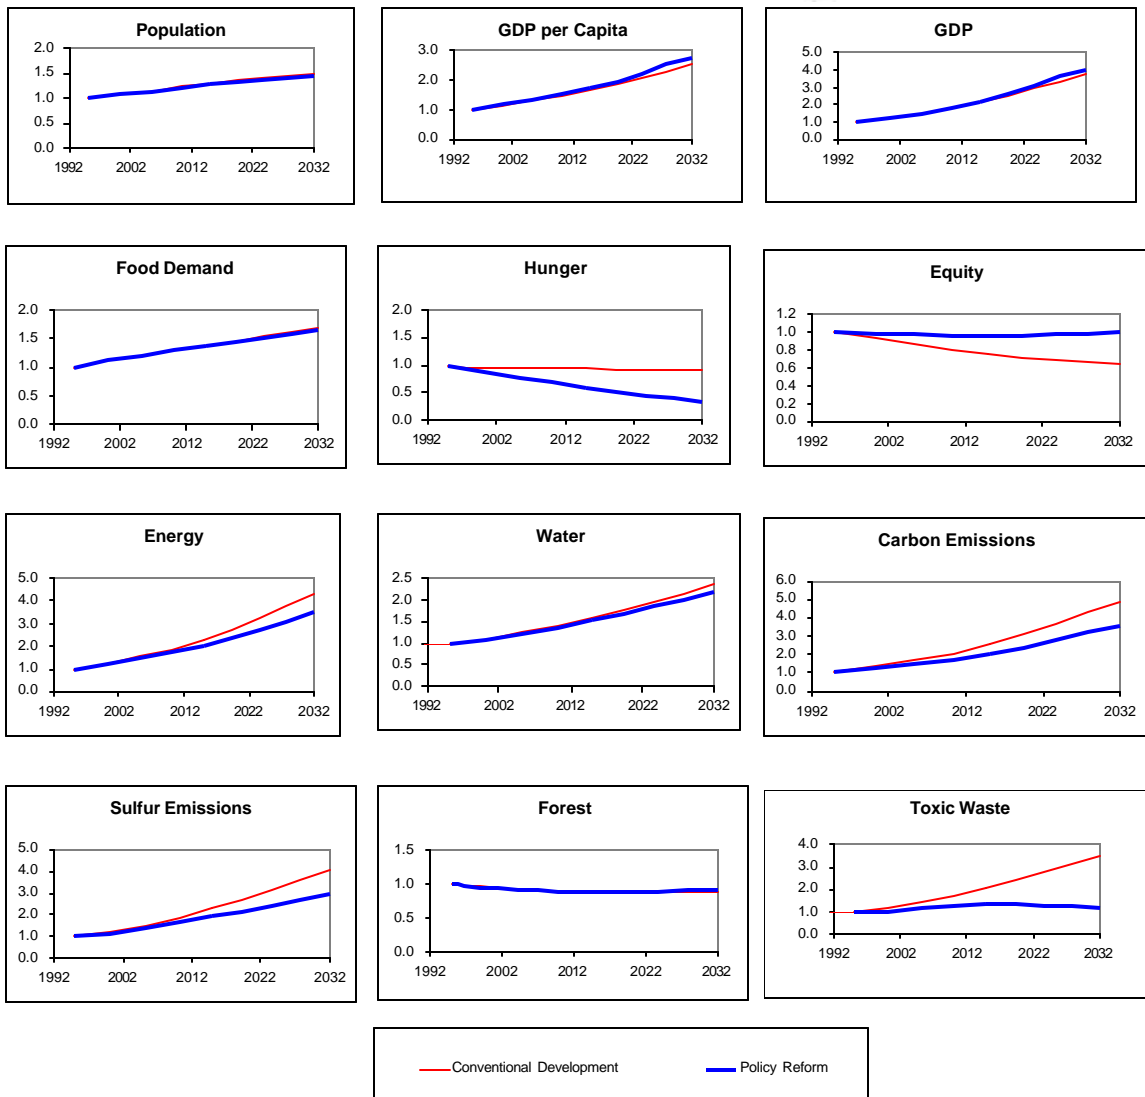 Population
2.0
1.5
1.0
0.5
0.0
1992 2002 2012 2022 2032
GDP per Capita
3.0
2.0
1.0
0.0
1992 2002 2012 2022 2032
GDP
5.0
4.0
3.0
2.0
1.0
0.0
1992 2002 2012 2022 2032
Food Demand
2.0
1.5
1.0
0.5
0.0
1992 2002 2012 2022 2032
Hunger
2.0
1.5
1.0
0.5
0.0
1992 2002 2012 2022 2032
Equity
1.2
1.0
0.8
0.6
0.4
0.2
0.0
1992 2002 2012 2022 2032
Energy
5.0
4.0
3.0
2.0
1.0
0.0
1992 2002 2012 2022 2032
Water
2.5
2.0
1.5
1.0
0.5
0.0
1992 2002 2012 2022 2032
Carbon Emissions
6.0
5.0
4.0
3.0
2.0
1.0
0.0
1992 2002 2012 2022 2032
Sulfur Emissions
5.0
4.0
3.0
2.0
1.0
0.0
1992 2002 2012 2022 2032
Forest
1.5
1.0
0.5
0.0
1992 2002 2012 2022 2032
Toxic Waste
4.0
3.0
2.0
1.0
0.0
1992 2002 2012 2022 2032
Conventional Development Policy Reform